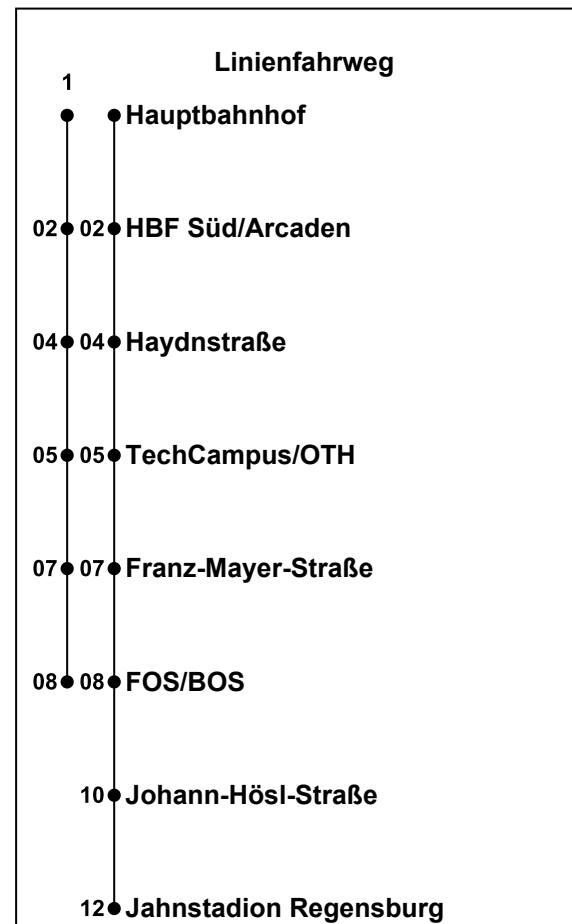 Linienfahrweg
1
Hauptbahnhof
02 02 HBF Süd/Arcaden
04 04 Haydnstraße
05 05 TechCampus/OTH
07 07 Franz-Mayer-Straße
08 08 FOS/BOS
10 Johann-Hösl-Straße
12 Jahnstadion Regensburg